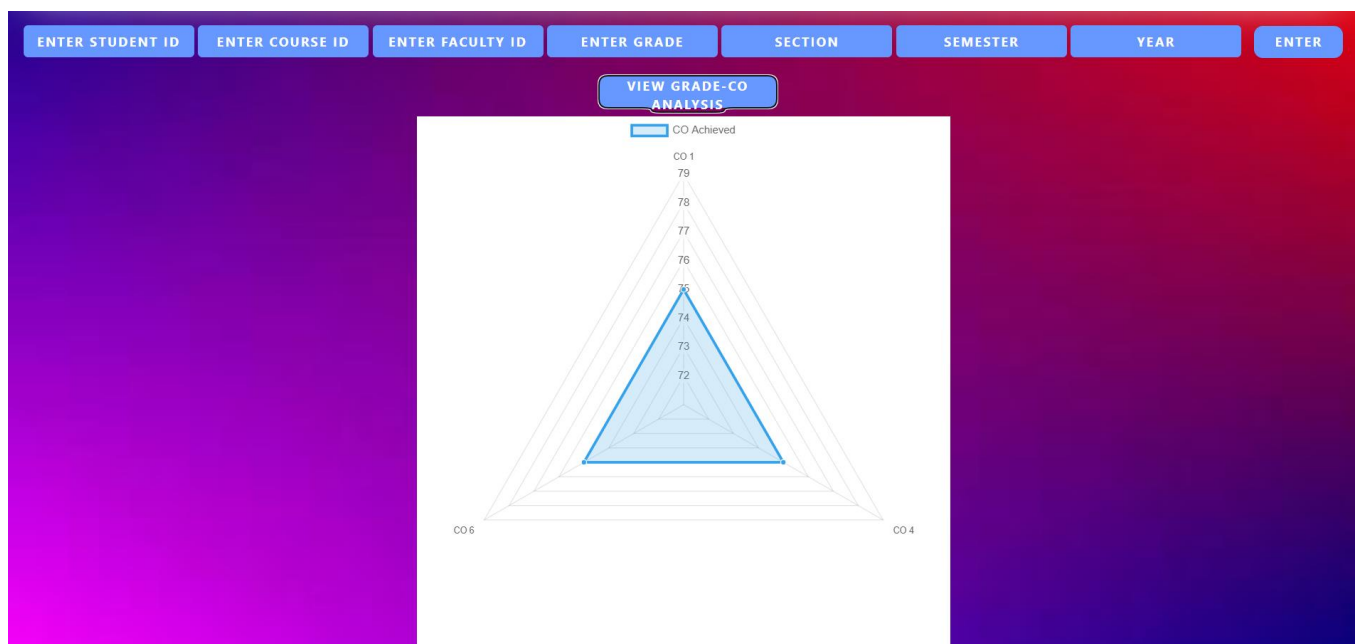 ENTER STUDENT ID
ENTER COURSE ID
ENTER FACULTY ID
ENTER GRADE
SECTION
SEMESTER
YEAR
ENTER
VIEW GRADE-CO
ANALYSIS
CO Achieved
CO 1
79
78
77
76
75
74
73
72
CO 6
CO 4